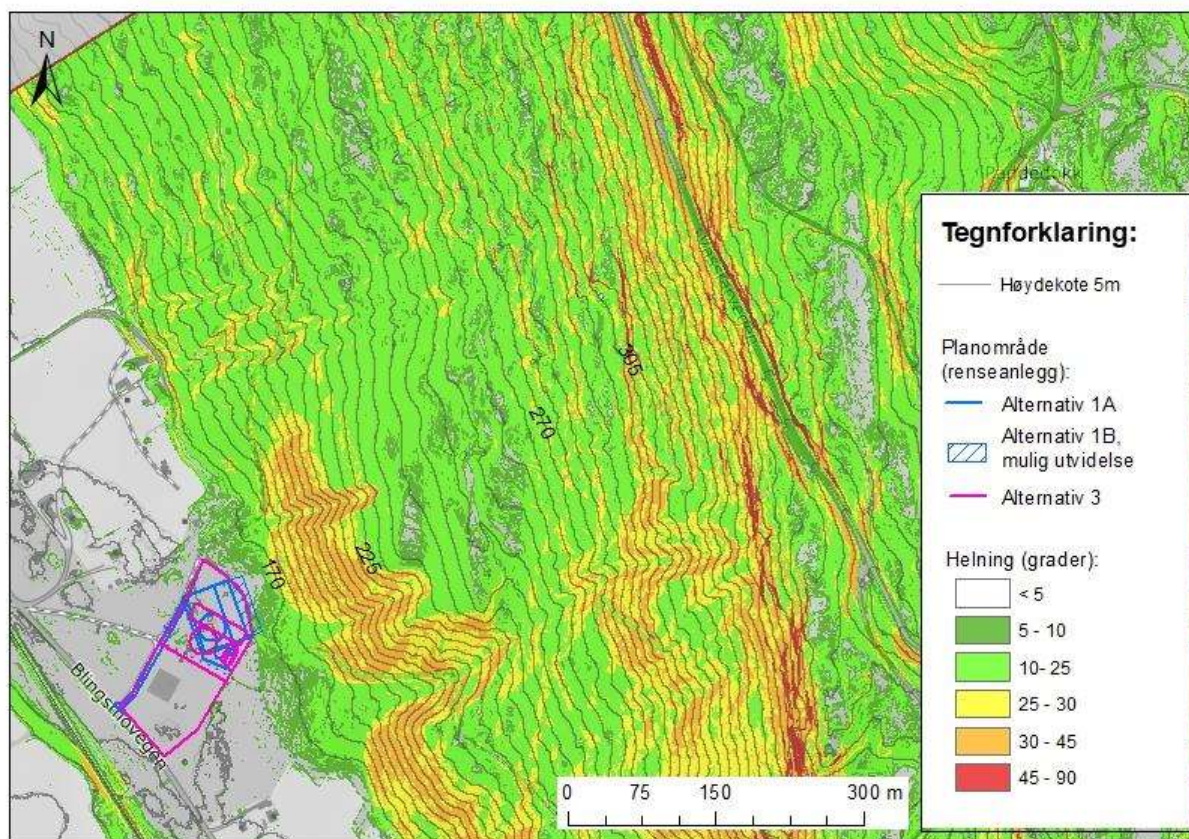 N
395
270
225
170
Tegnforklaring:
Høydekote 5m
Planområde
(renseanlegg):
Alternativ 1A
Alternativ 1B,
mulig utvidelse
Alternativ 3
Helning (grader):
< 5
5 - 10
10- 25
25 - 30
30 - 45
45 - 90
0 75 150 300 m